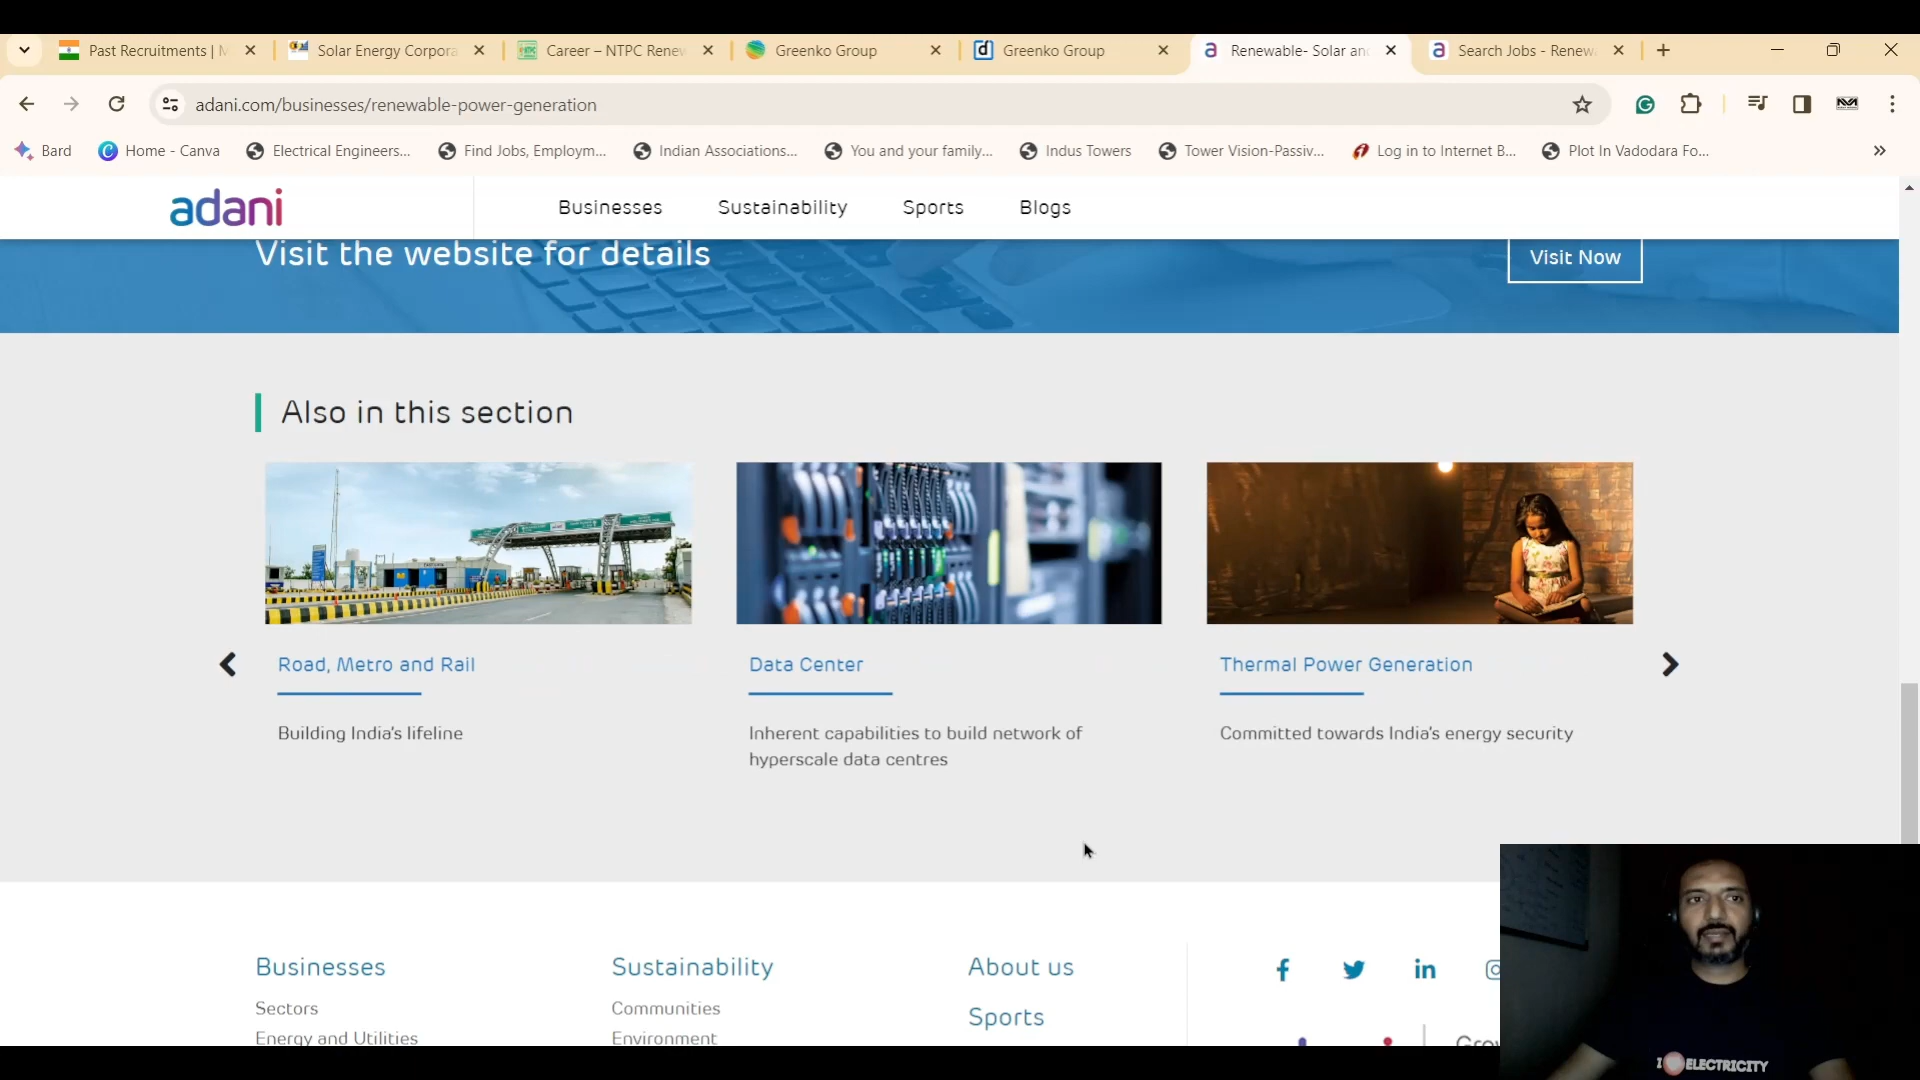 Past Recruitments | M
Solar Energy Corpora
Career – NTPC Renew
Greenko Group
Greenko Group
Renewable- Solar an
Search Jobs - Renew
adani.com/businesses/renewable-power-generation
Bard
Home - Canva
Electrical Engineers...
Find Jobs, Employm...
Indian Associations...
You and your family...
Indus Towers
Tower Vision-Passiv...
Log in to Internet B...
Plot In Vadodara Fo...
adani
Businesses
Sustainability
Sports
Blogs
Visit the website for details
Visit Now
Also in this section
Road, Metro and Rail
Building India's lifeline
Data Center
Inherent capabilities to build network of
hyperscale data centres
Thermal Power Generation
Committed towards India's energy security
Businesses
Sectors
Energy and Utilities
Sustainability
Communities
Environment
About us
Sports
I ELECTRICITY